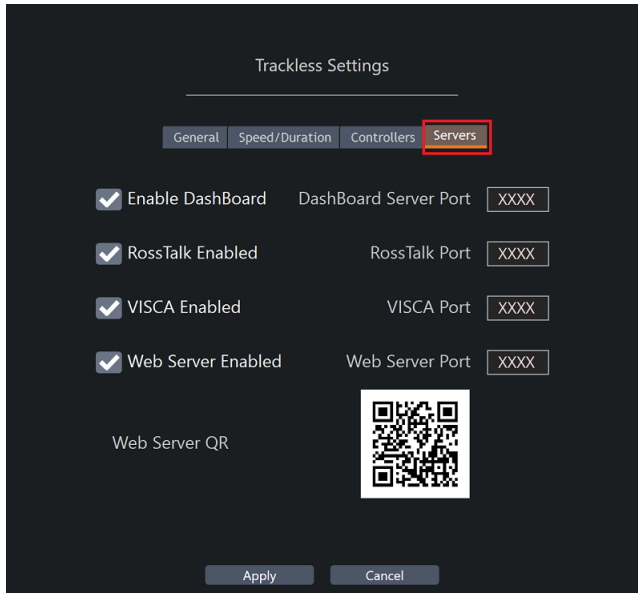 Trackless Settings
General Speed/Duration Controllers Servers
Enable DashBoard DashBoard Server Port XXXX
RossTalk Enabled RossTalk Port XXXX
VISCA Enabled VISCA Port XXXX
Web Server Enabled Web Server Port XXXX
Web Server QR
Apply Cancel